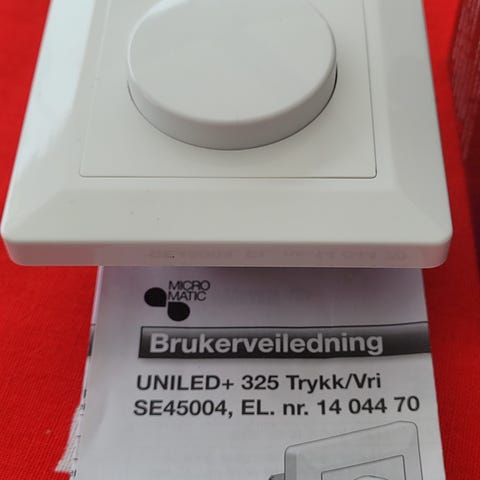 MICRO
MATIC
Brukerveiledning
UNILED+ 325 Trykk/Vri
SE45004, EL. nr. 14 044 70